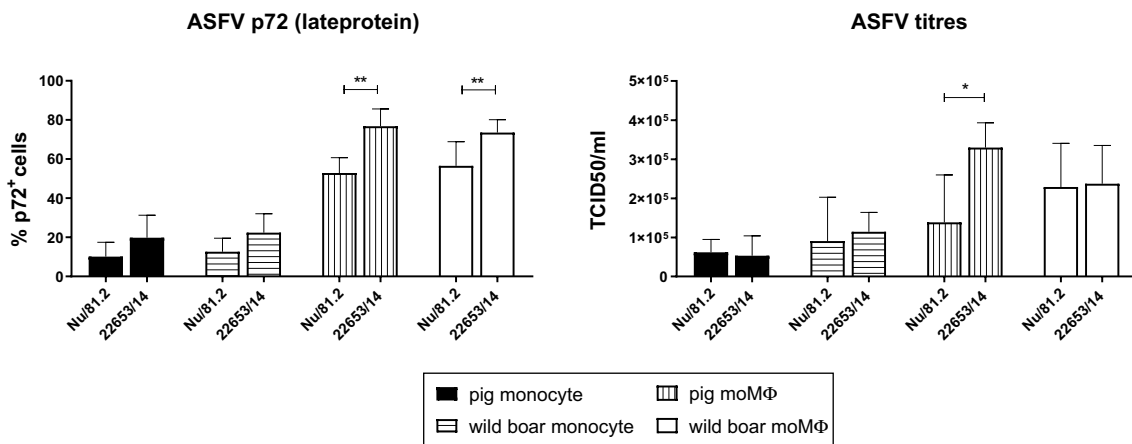 ASFV p72 (lateprotein)
% p72+ cells
100
80
60
40
20
0
**
**
Nu/81.2
22653/14
Nu/81.2
22653/14
Nu/81.2
22653/14
Nu/81.2
22653/14
ASFV titres
TCID50/ml
5×10⁵
4×10⁵
3×10⁵
2×10⁵
1×10⁵
0
*
Nu/81.2
22653/14
Nu/81.2
22653/14
Nu/81.2
22653/14
Nu/81.2
22653/14
pig monocyte
pig moMΦ
wild boar monocyte
wild boar moMΦ